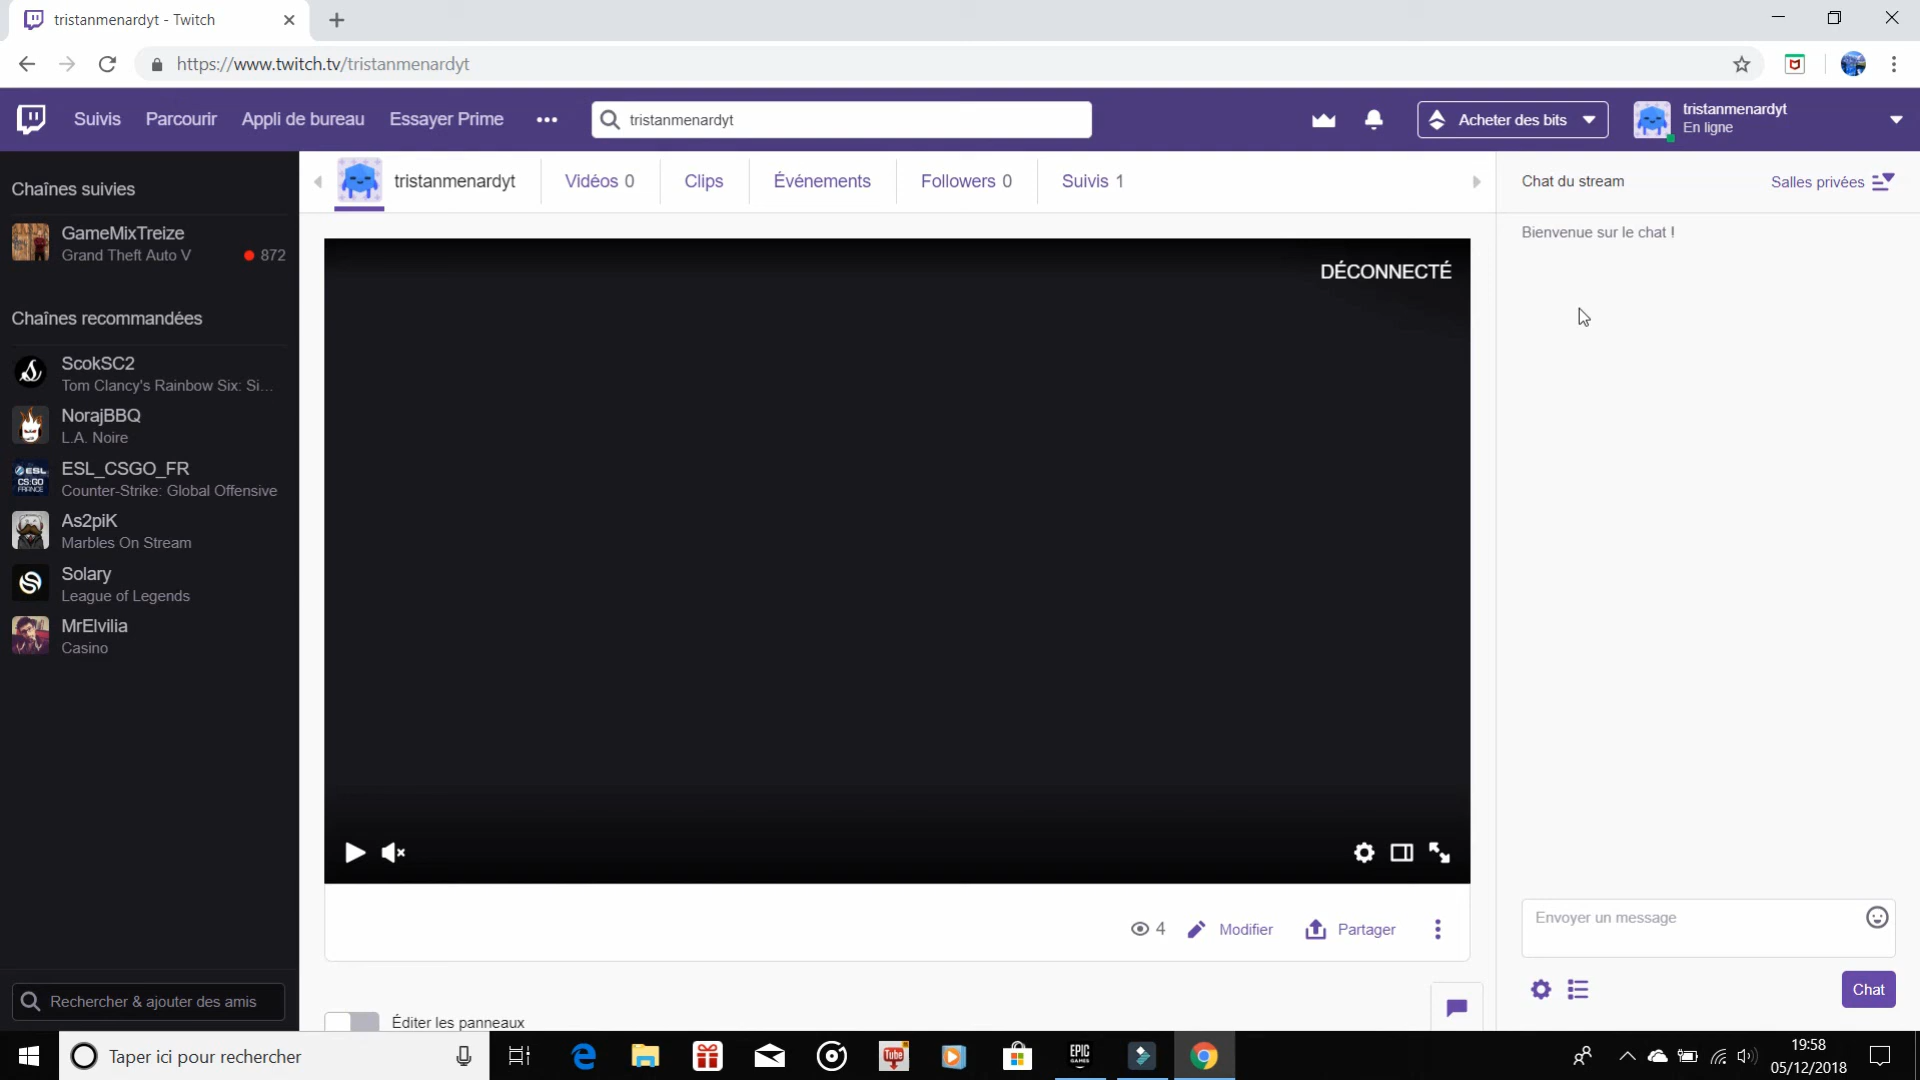 tristanmenardyt - Twitch
https://www.twitch.tv/tristanmenardyt
Suivis
Parcourir
Appli de bureau
Essayer Prime
tristanmenardyt
Acheter des bits
tristanmenardyt
En ligne
Chaînes suivies
GameMixTreize
Grand Theft Auto V
872
Chaînes recommandées
ScokSC2
Tom Clancy's Rainbow Six: Si...
NorajBBQ
L.A. Noire
ESL_CSGO_FR
Counter-Strike: Global Offensive
As2piK
Marbles On Stream
Solary
League of Legends
MrElvilia
Casino
Rechercher & ajouter des amis
tristanmenardyt
Vidéos 0
Clips
Événements
Followers 0
Suivis 1
DÉCONNECTÉ
4
Modifier
Partager
Éditer les panneaux
Chat du stream
Salles privées
Bienvenue sur le chat !
Envoyer un message
Chat
Taper ici pour rechercher
Tube
EPIC
GAMES
19:58
05/12/2018